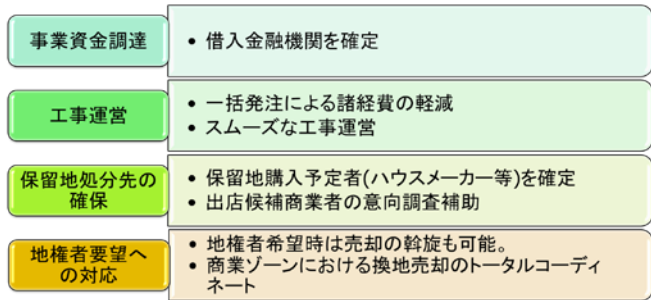 事業資金調達
• 借入金融機関を確定
工事運営
• 一括発注による諸経費の軽減
• スムーズな工事運営
保留地処分先の
確保
• 保留地購入予定者(ハウスメーカー等)を確定
• 出店候補商業者の意向調査補助
地権者要望へ
の対応
• 地権者希望時は売却の斡旋も可能。
• 商業ゾーンにおける換地売却のトータルコーディ
ネート